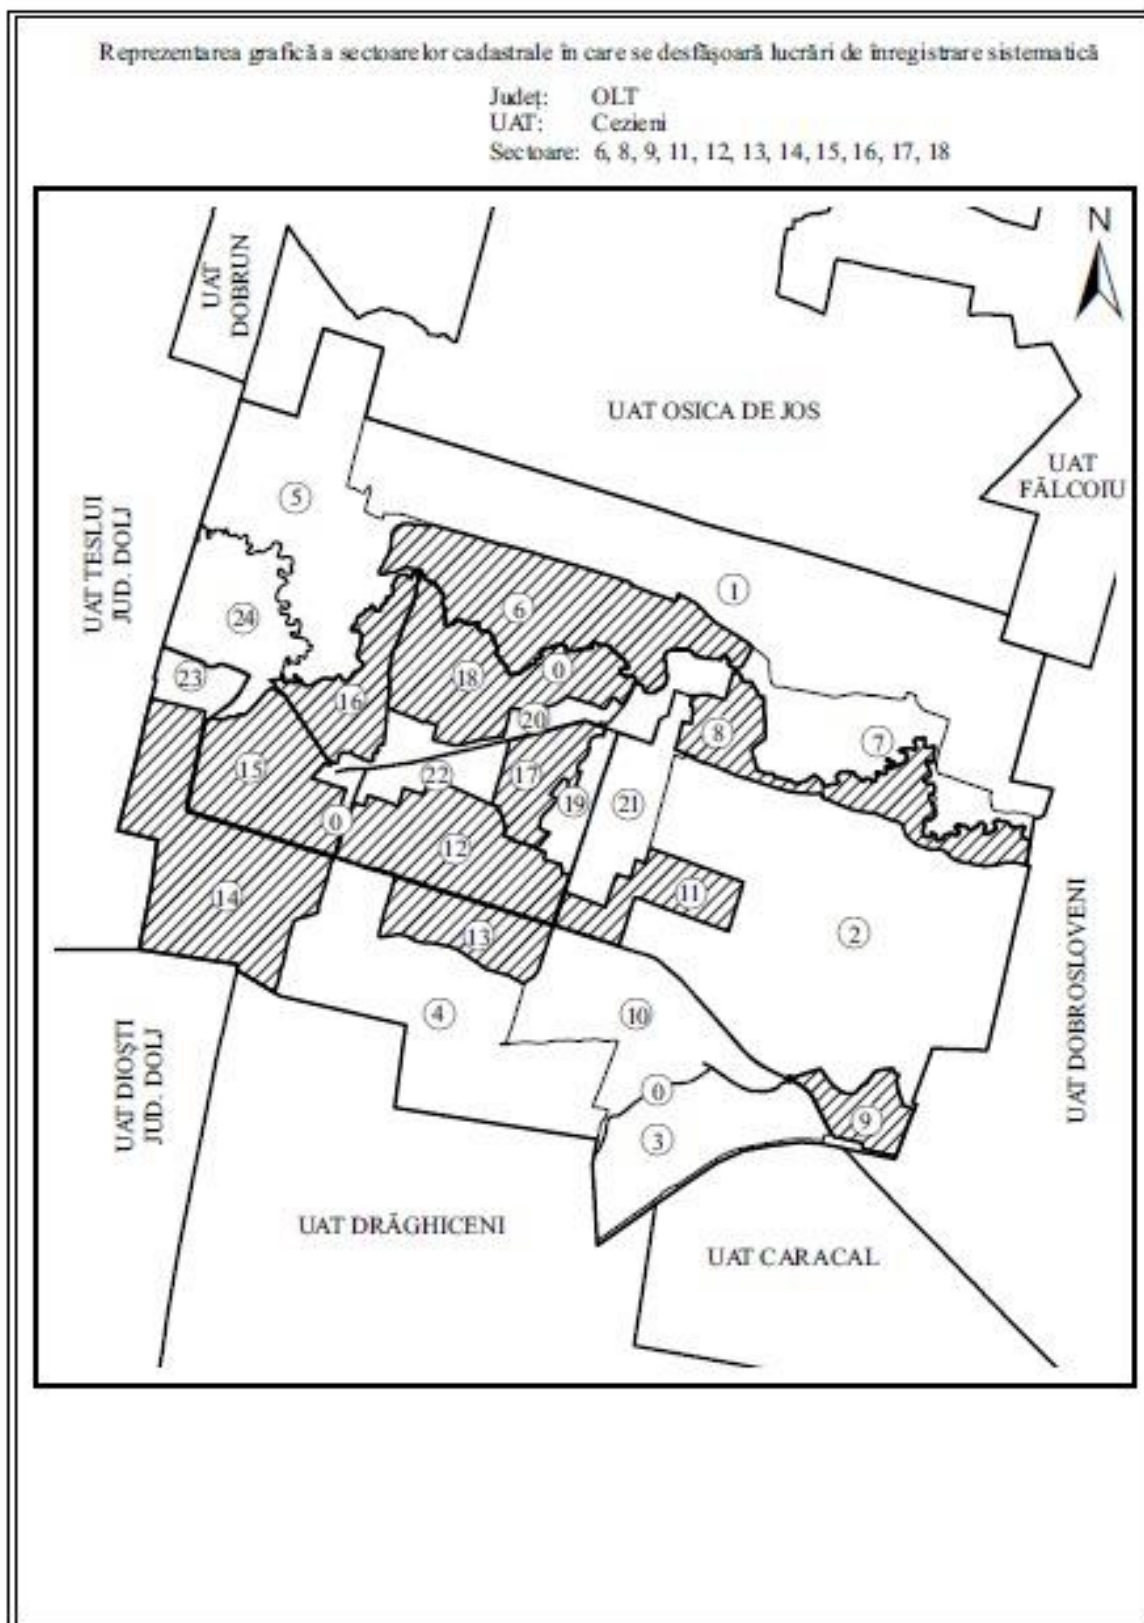 Reprezentarea grafică a sectoarelor cadastrale în care se desfășoară lucrări de înregistrare sistematică
Județ: OLT
UAT: Cezieni
Sectoare: 6, 8, 9, 11, 12, 13, 14, 15, 16, 17, 18
N
UAT
DOBRUN
UAT OSICA DE JOS
UAT
FĂLCOIU
UAT TESLUI
JUD. DOLJ
5
1
24
6
23
18
0
16
20
8
7
15
22
17
19
21
0
12
14
11
13
2
4
10
UAT DIOȘTI
JUD. DOLJ
UAT DOBROSLOVENI
0
9
3
UAT DRĂGHICENI
UAT CARACAL